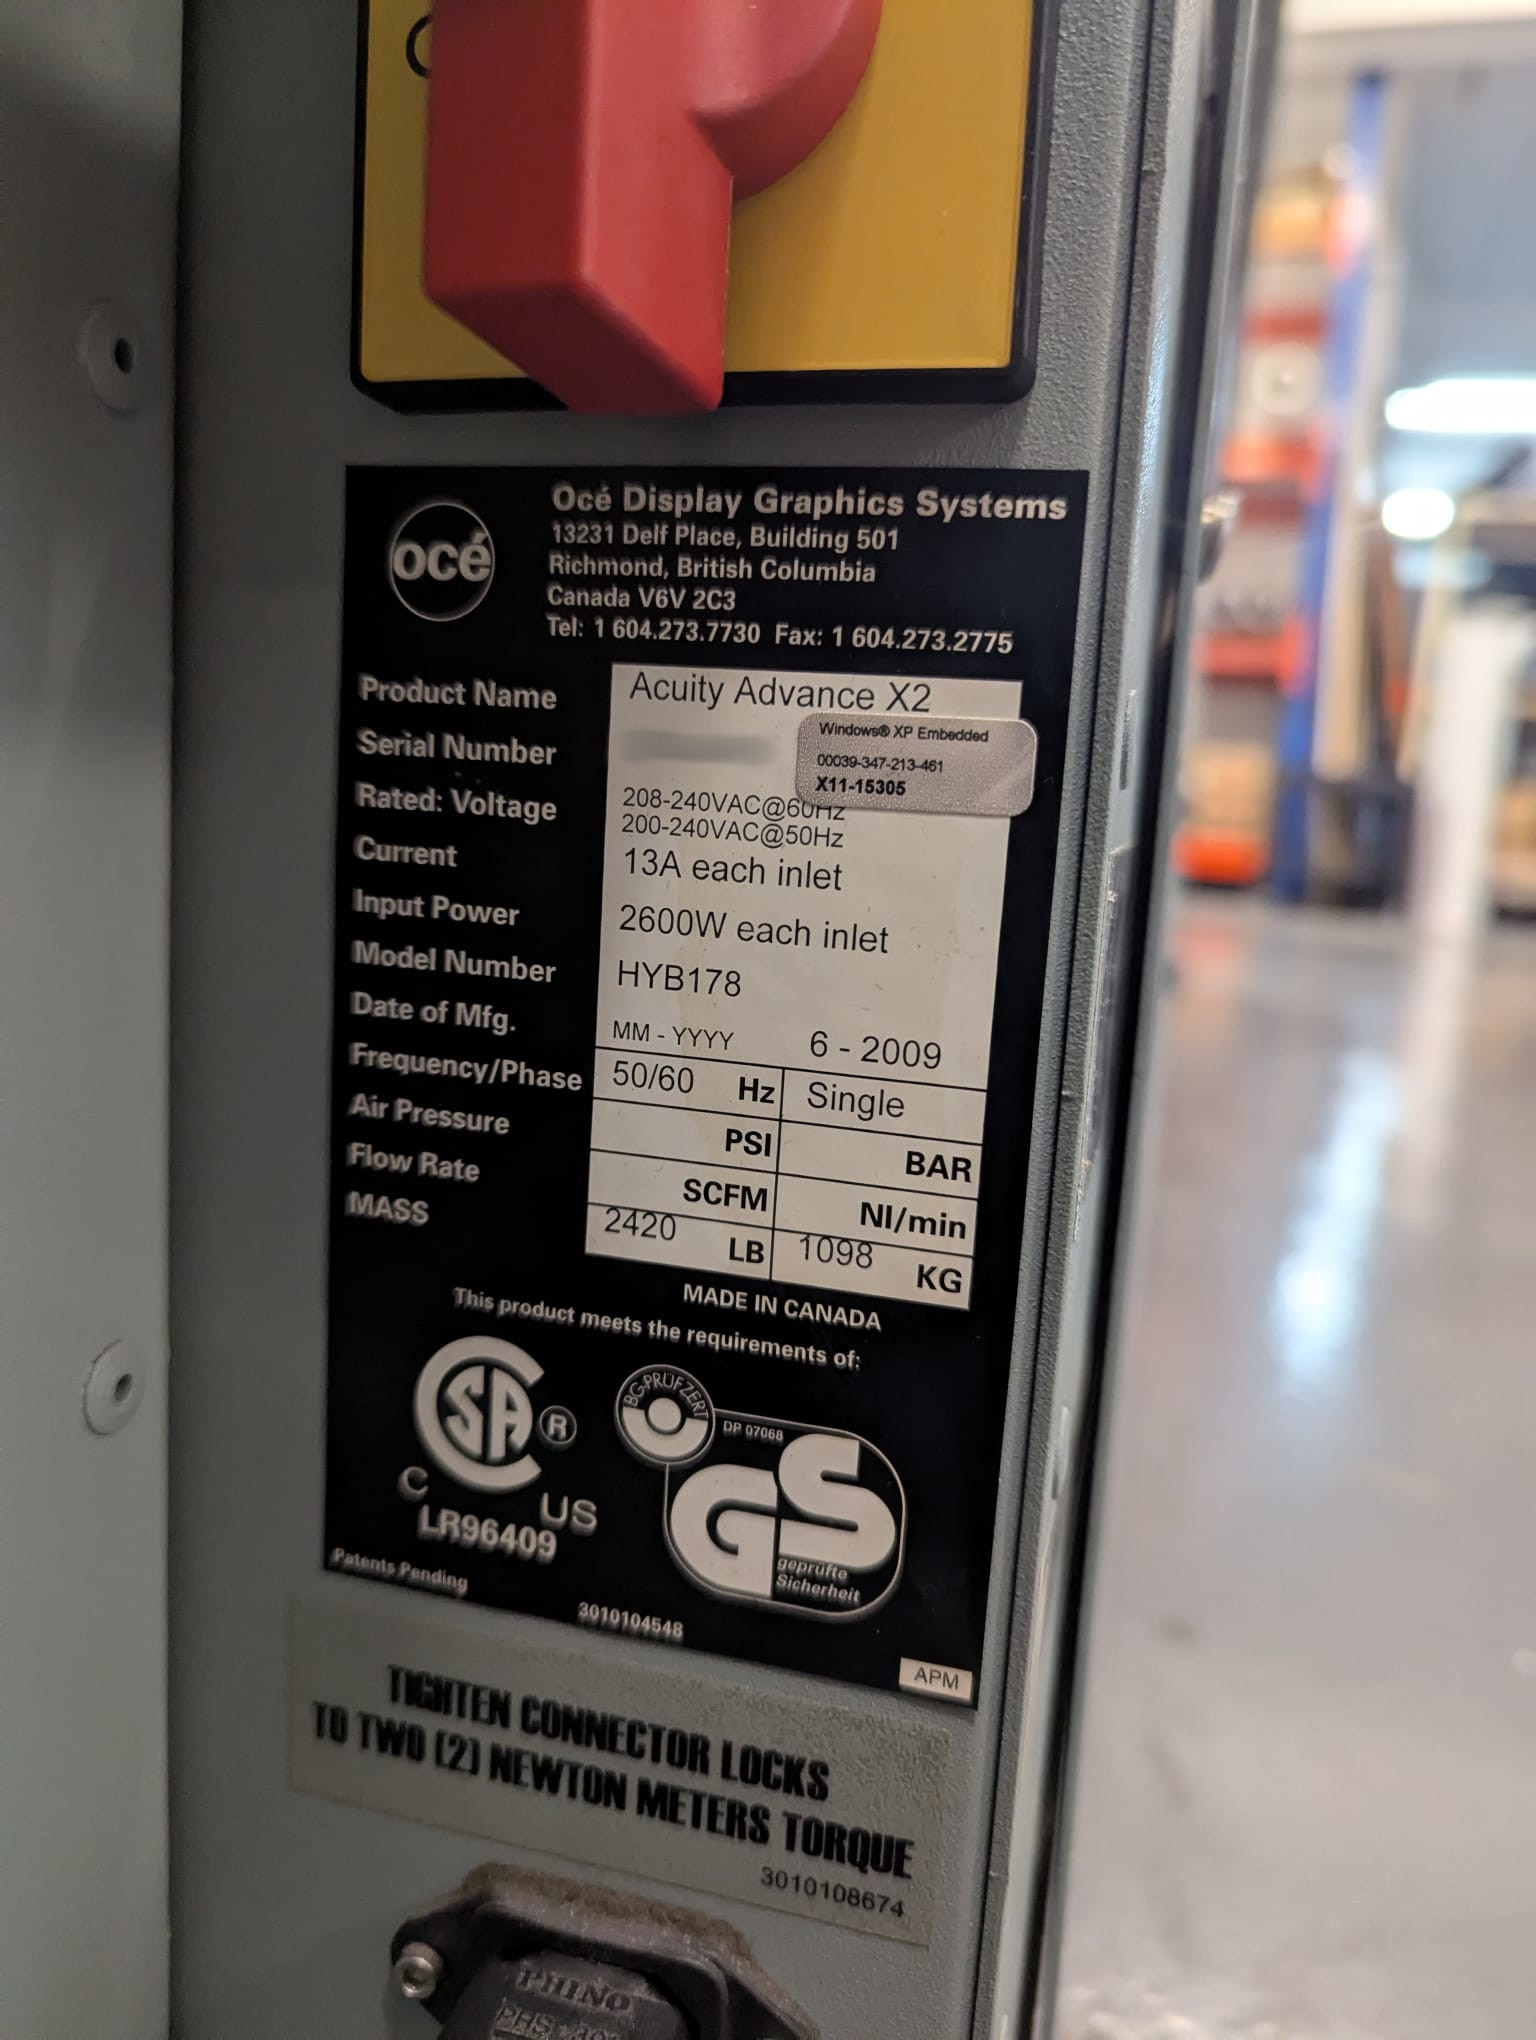 océ
Océ Display Graphics Systems
13231 Delf Place, Building 501
Richmond, British Columbia
Canada V6V 2C3
Tel: 1 604.273.7730 Fax: 1 604.273.2775
Product Name Acuity Advance X2
Serial Number
Windows® XP Embedded
00039-347-213-461
X11-15305
Rated: Voltage 208-240VAC@60Hz
200-240VAC@50Hz
Current 13A each inlet
Input Power 2600W each inlet
Model Number HYB178
Date of Mfg. MM - YYYY 6 - 2009
Frequency/Phase 50/60 Hz Single
Air Pressure PSI BAR
Flow Rate SCFM Nl/min
MASS 2420 LB 1098 KG
MADE IN CANADA
This product meets the requirements of:
CSA ®
C US
LR96409
BG-PRÜFZERT
DP 07068
GS
geprüfte
Sicherheit
Patents Pending
3010104548
APM
TIGHTEN CONNECTOR LOCKS
TO TWO (2) NEWTON METERS TORQUE
3010108674
PHINO